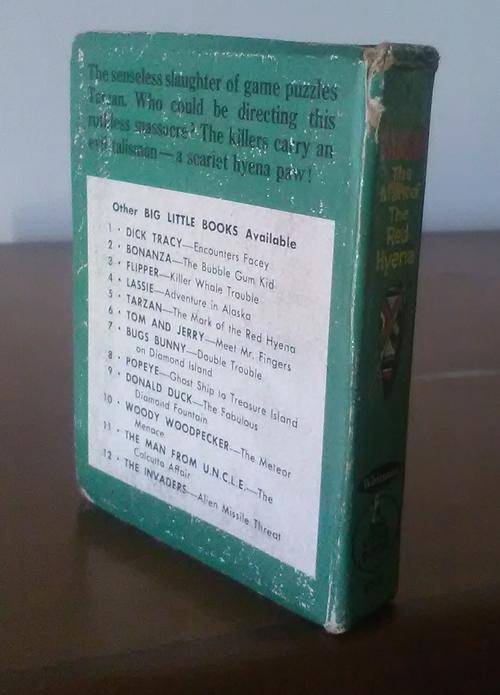 The senseless slaughter of game puzzles
Tarzan. Who could be directing this
ruthless massacre? The killers carry an
evil talisman — a scarlet hyena paw!
Other BIG LITTLE BOOKS Available
1 • DICK TRACY—Encounters Facey
2 • BONANZA—The Bubble Gum Kid
3 • FLIPPER—Killer Whale Trouble
4 • LASSIE—Adventure in Alaska
5 • TARZAN—The Mark of the Red Hyena
6 • TOM AND JERRY—Meet Mr. Fingers
7 • BUGS BUNNY—Double Trouble
on Diamond Island
8 • POPEYE—Ghost Ship to Treasure Island
9 • DONALD DUCK—The Fabulous
Diamond Fountain
10 • WOODY WOODPECKER—The Meteor
Menace
11 • THE MAN FROM U.N.C.L.E.—The
Calcutta Affair
12 • THE INVADERS—Alien Missile Threat
The
Mark of
The
Red
Hyena
Whitman